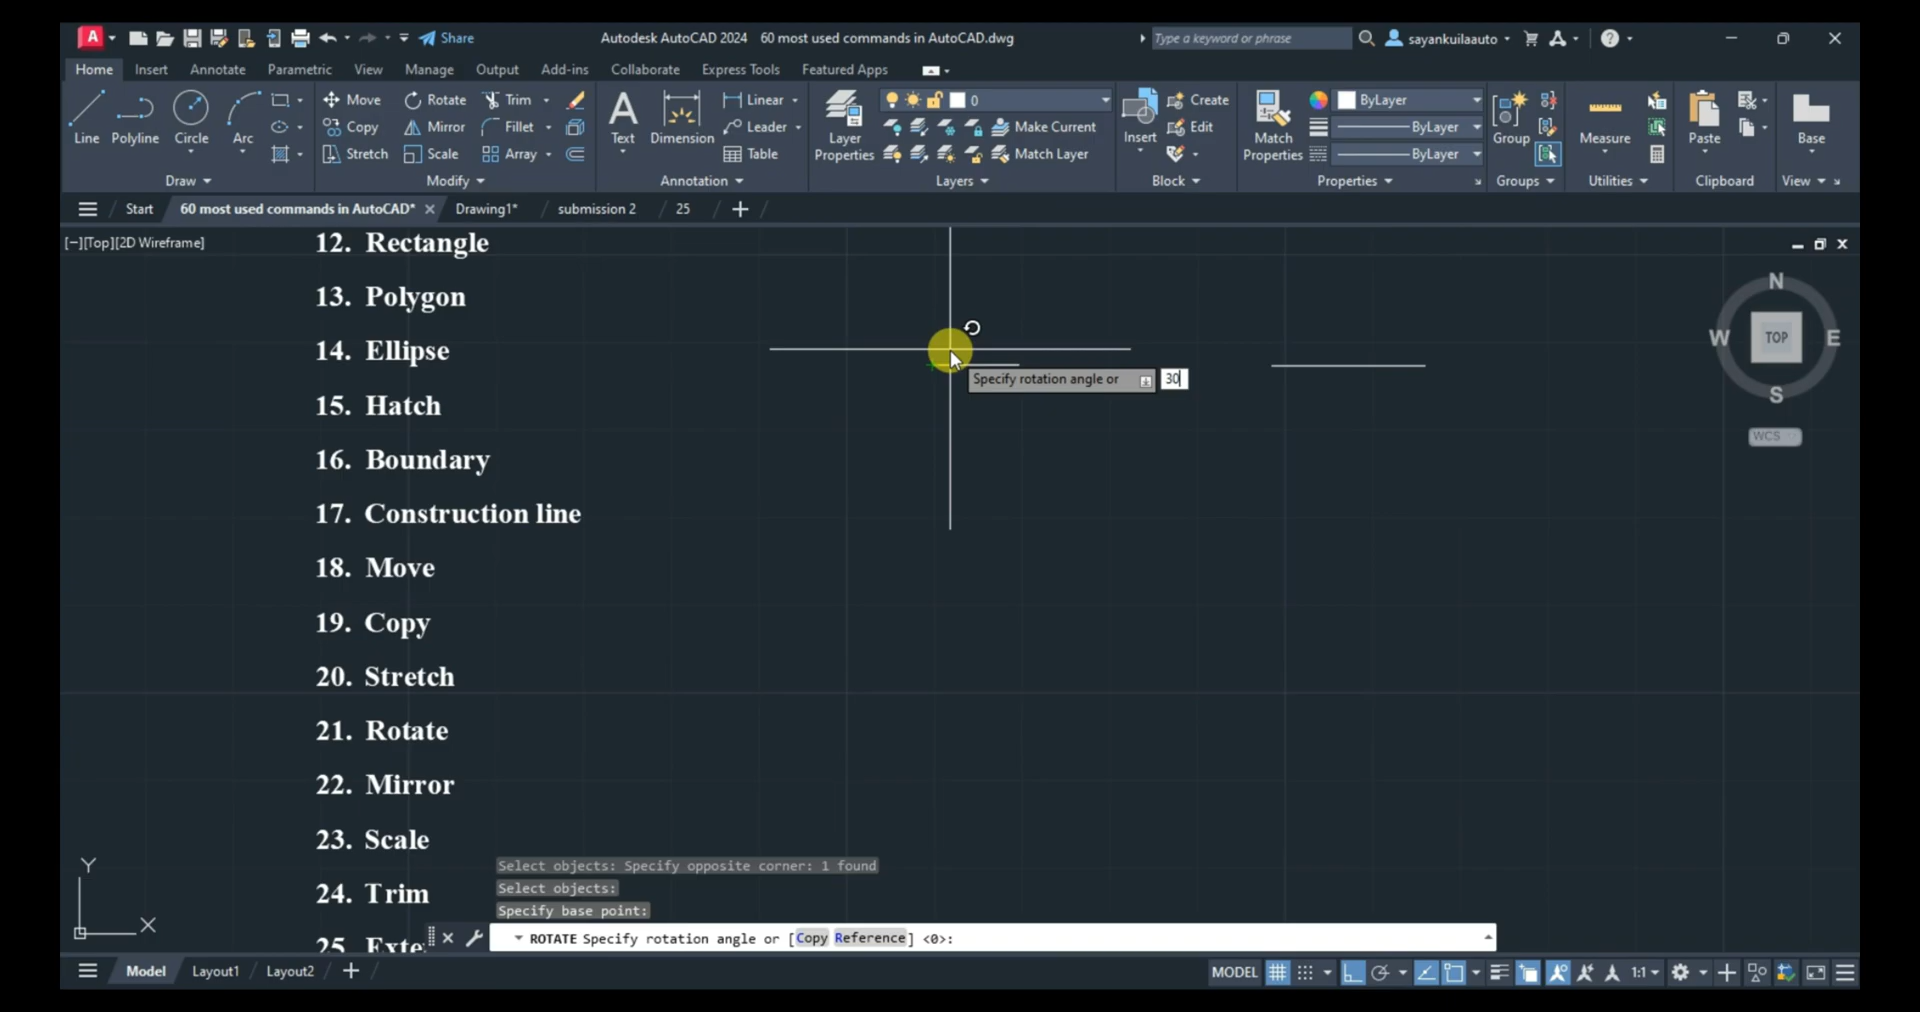 A Share Autodesk AutoCAD 2024 60 most used commands in AutoCAD.dwg Type a keyword or phrase sayankuilaauto
Home Insert Annotate Parametric View Manage Output Add-ins Collaborate Express Tools Featured Apps
Line Polyline Circle Arc
Draw
Move Rotate Trim
Copy Mirror Fillet
Stretch Scale Array
Modify
A Text Dimension
Linear
Leader
Table
Annotation
Layer Properties
0
Make Current
Match Layer
Layers
Insert
Create
Edit
Block
Match Properties
ByLayer
ByLayer
ByLayer
Properties
Group
Groups
Measure
Utilities
Paste
Clipboard
Base
View
Start 60 most used commands in AutoCAD* Drawing1* submission 2 25
[−][Top][2D Wireframe]
12. Rectangle
13. Polygon
14. Ellipse
15. Hatch
16. Boundary
17. Construction line
18. Move
19. Copy
20. Stretch
21. Rotate
22. Mirror
23. Scale
24. Trim
25 Exte
Specify rotation angle or 30
N
W TOP E
S
WCS
Y
X
Select objects: Specify opposite corner: 1 found
Select objects:
Specify base point:
ROTATE Specify rotation angle or [Copy Reference] <0>:
Model Layout1 Layout2
MODEL 1:1